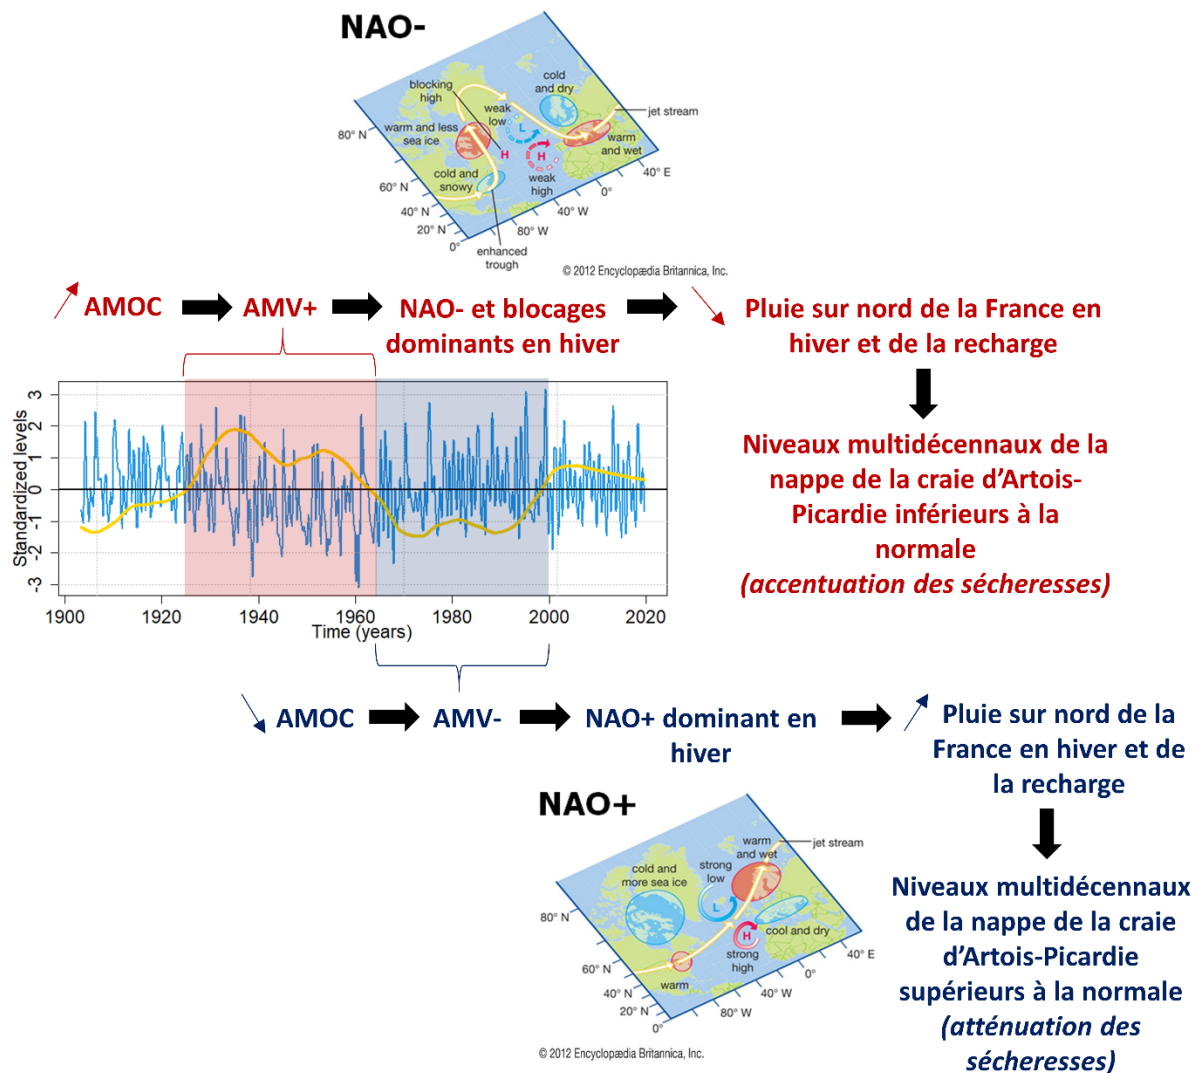 NAO-
blocking
high
weak
low
cold
and dry
jet stream
80° N
warm and less
sea ice
L
H
H
warm
and wet
60° N
cold and
snowy
weak
high
40° E
40° N
0°
20° N
40° W
0°
80° W
enhanced
trough
© 2012 Encyclopædia Britannica, Inc.
AMOC
AMV+
NAO- et blocages
dominants en hiver
Pluie sur nord de la France en
hiver et de la recharge
Niveaux multidécennaux de la
nappe de la craie d'Artois-
Picardie inférieurs à la
normale
(accentuation des sécheresses)
Standardized levels
3
2
1
0
-1
-2
-3
1900
1920
1940
1960
1980
2000
2020
Time (years)
AMOC
AMV-
NAO+ dominant en
hiver
Pluie sur nord de la
France en hiver et de
la recharge
Niveaux multidécennaux
de la nappe de la craie
d'Artois-Picardie
supérieurs à la normale
(atténuation des
sécheresses)
NAO+
warm
and wet
jet stream
cold and
more sea ice
strong
low
L
80° N
H
cool and dry
strong
high
40° E
60° N
warm
0°
40° N
40° W
20° N
80° W
0°
© 2012 Encyclopædia Britannica, Inc.